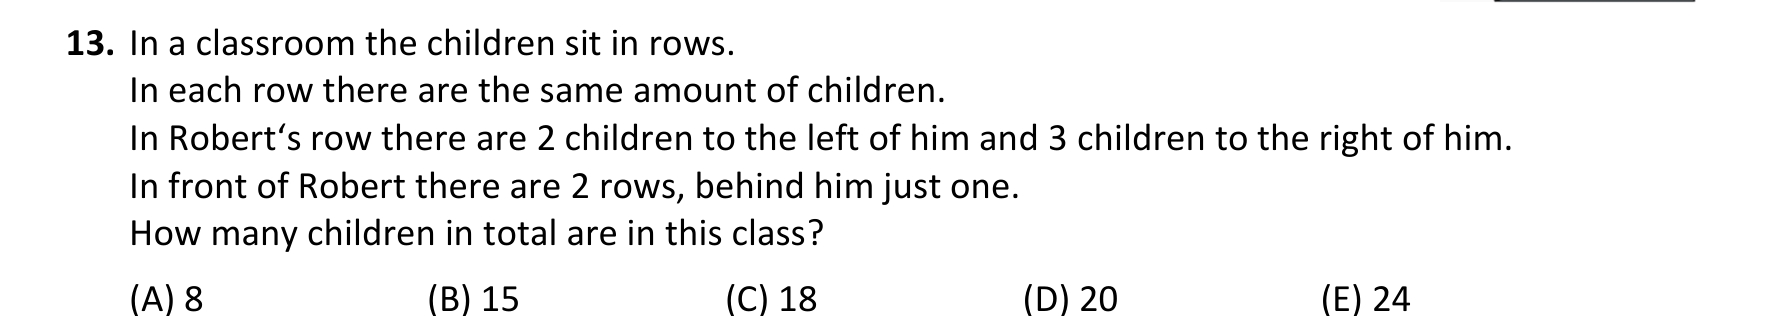 13. In a classroom the children sit in rows.
In each row there are the same amount of children.
In Robert‘s row there are 2 children to the left of him and 3 children to the right of him.
In front of Robert there are 2 rows, behind him just one.
How many children in total are in this class?
(A) 8 (B) 15 (C) 18 (D) 20 (E) 24